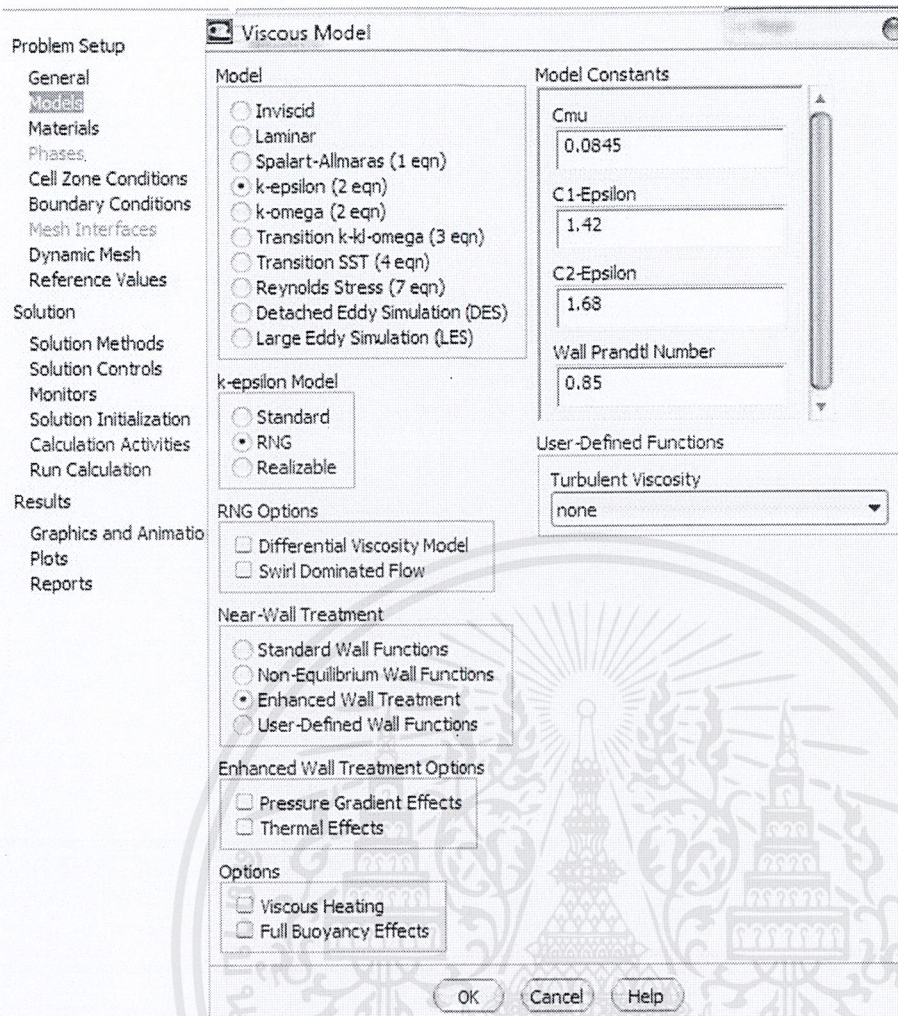 Problem Setup
General
Models
Materials
Phases
Cell Zone Conditions
Boundary Conditions
Mesh Interfaces
Dynamic Mesh
Reference Values
Solution
Solution Methods
Solution Controls
Monitors
Solution Initialization
Calculation Activities
Run Calculation
Results
Graphics and Animatio
Plots
Reports
Viscous Model
Model
Inviscid
Laminar
Spalart-Allmaras (1 eqn)
k-epsilon (2 eqn)
k-omega (2 eqn)
Transition k-kl-omega (3 eqn)
Transition SST (4 eqn)
Reynolds Stress (7 eqn)
Detached Eddy Simulation (DES)
Large Eddy Simulation (LES)
k-epsilon Model
Standard
RNG
Realizable
RNG Options
Differential Viscosity Model
Swirl Dominated Flow
Near-Wall Treatment
Standard Wall Functions
Non-Equilibrium Wall Functions
Enhanced Wall Treatment
User-Defined Wall Functions
Enhanced Wall Treatment Options
Pressure Gradient Effects
Thermal Effects
Options
Viscous Heating
Full Buoyancy Effects
Model Constants
Cmu
0.0845
C1-Epsilon
1.42
C2-Epsilon
1.68
Wall Prandtl Number
0.85
User-Defined Functions
Turbulent Viscosity
none
OK
Cancel
Help